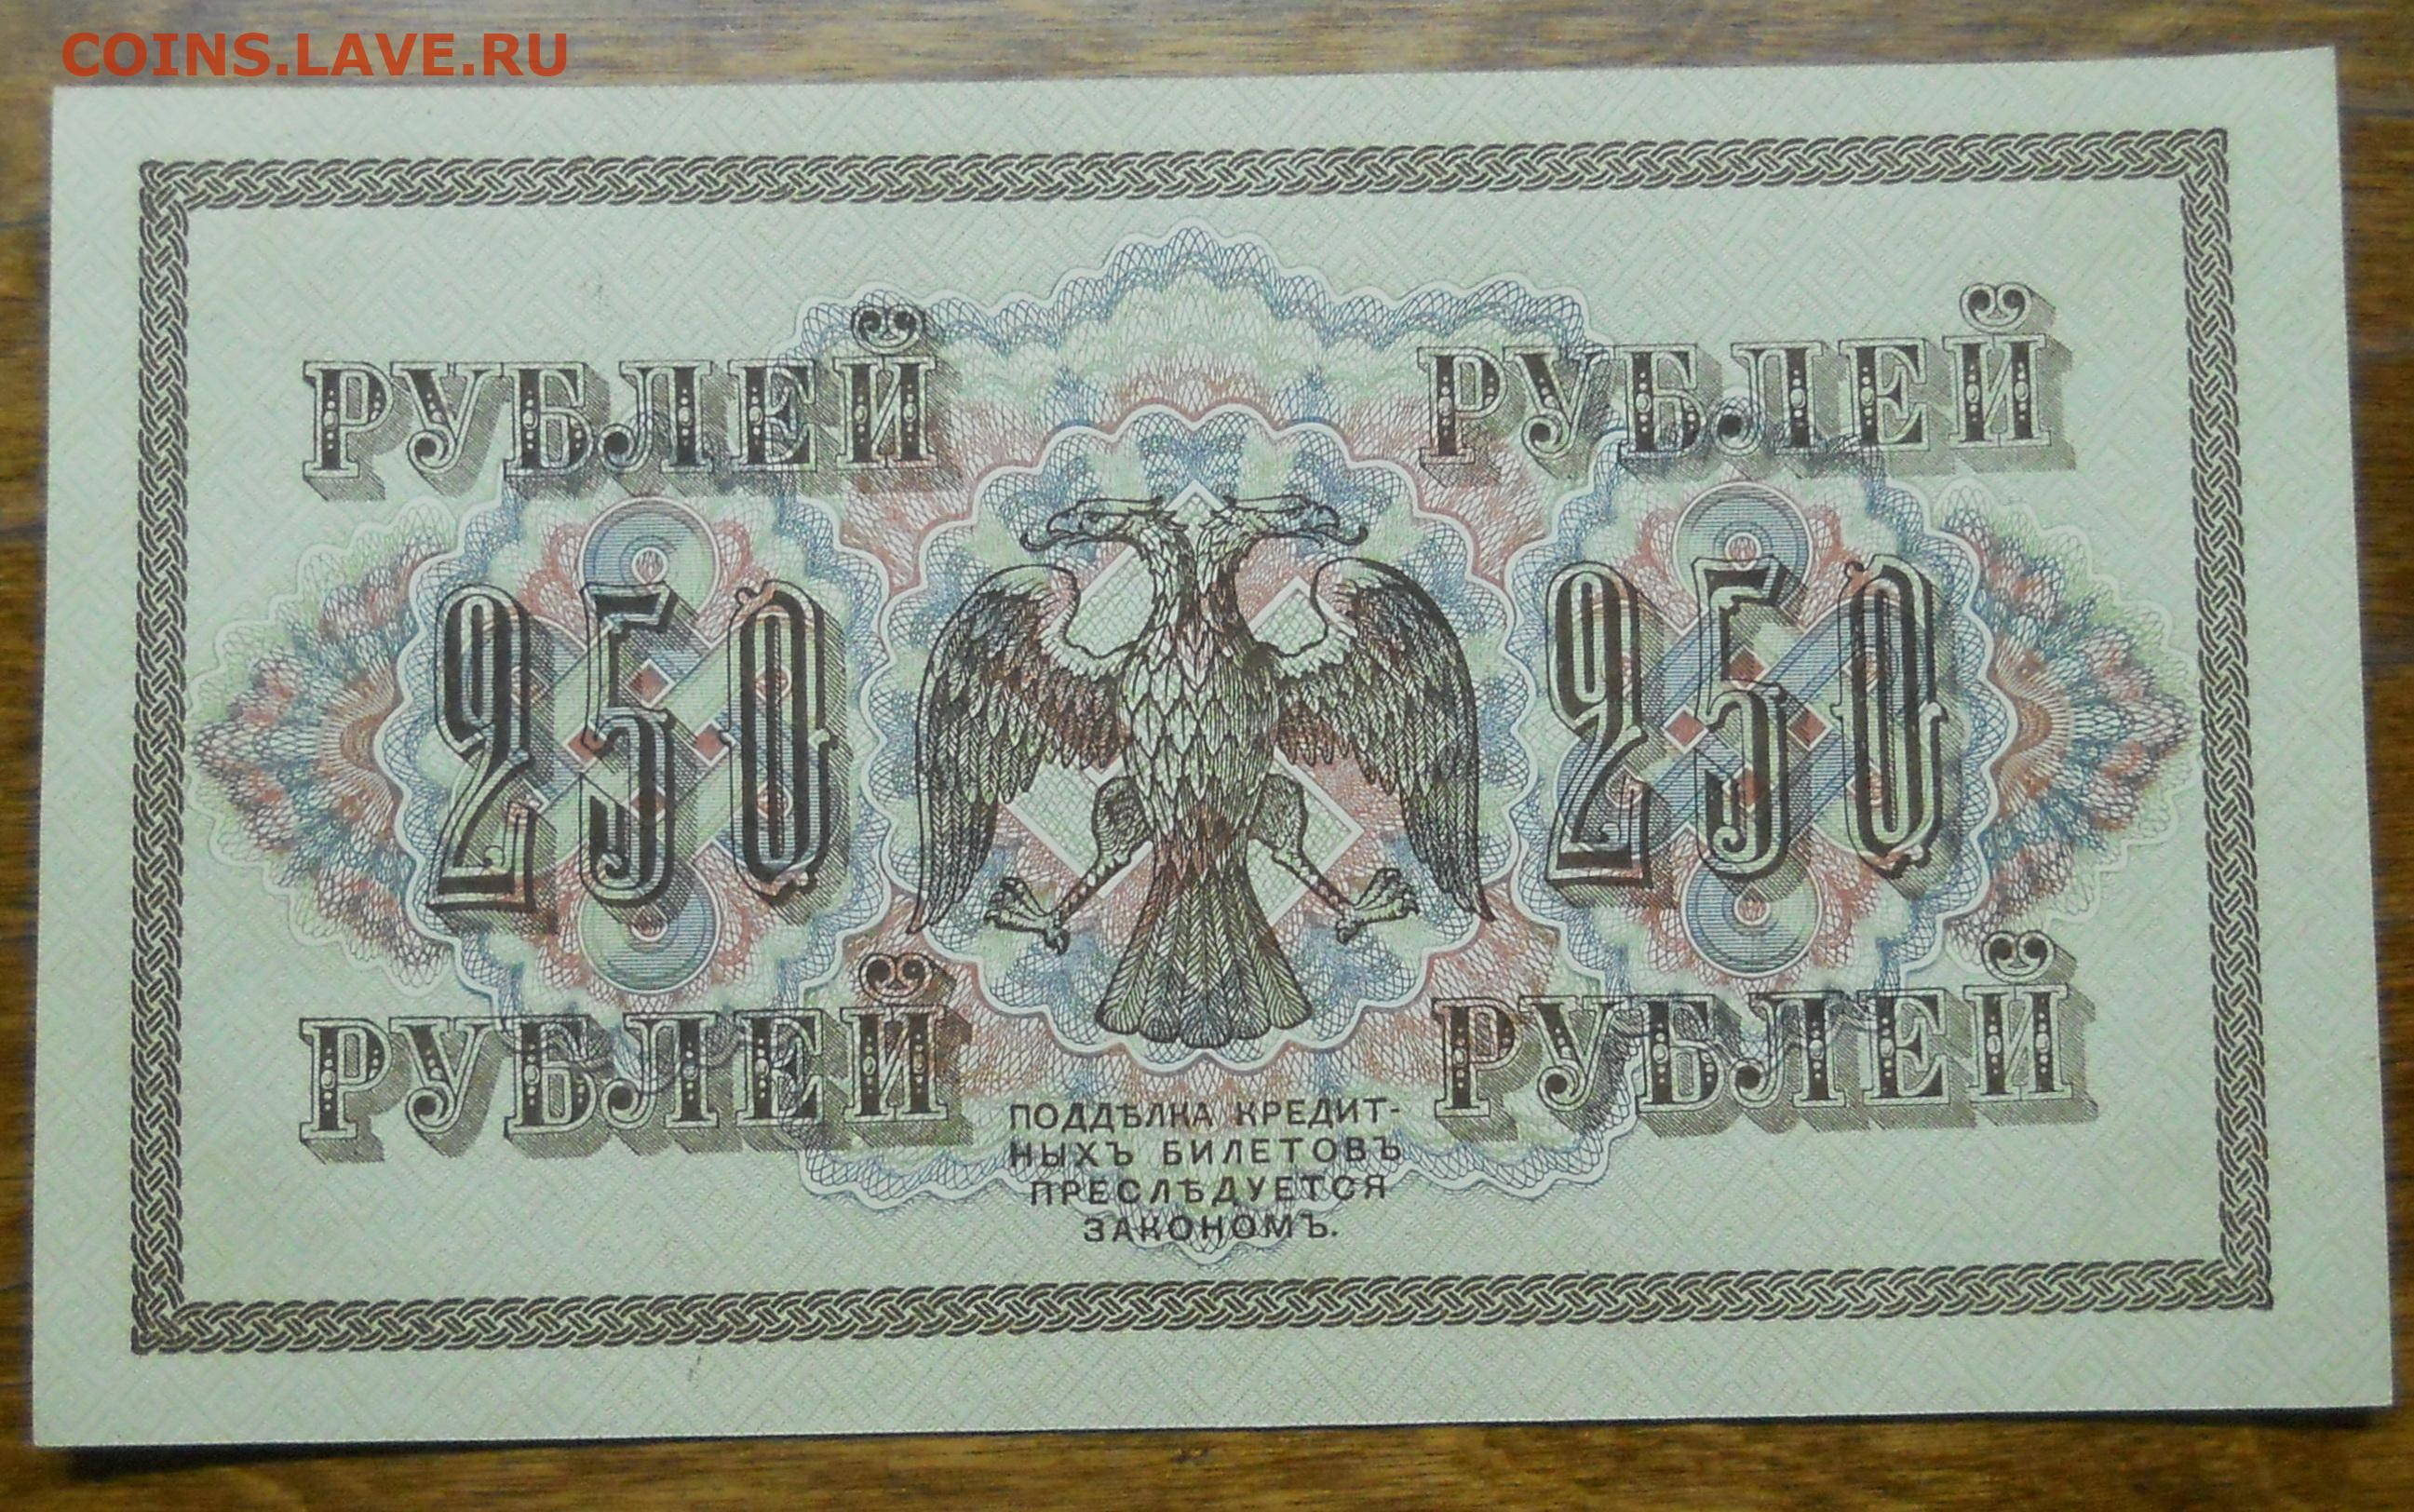 COINS.LAVE.RU
РУБЛЕЙ РУБЛЕЙ
250 250
РУБЛЕЙ РУБЛЕЙ
ПОДДѢЛКА КРЕДИТ-
НЫХЪ БИЛЕТОВЪ
ПРЕСЛѢДУЕТСЯ
ЗАКОНОМЪ.